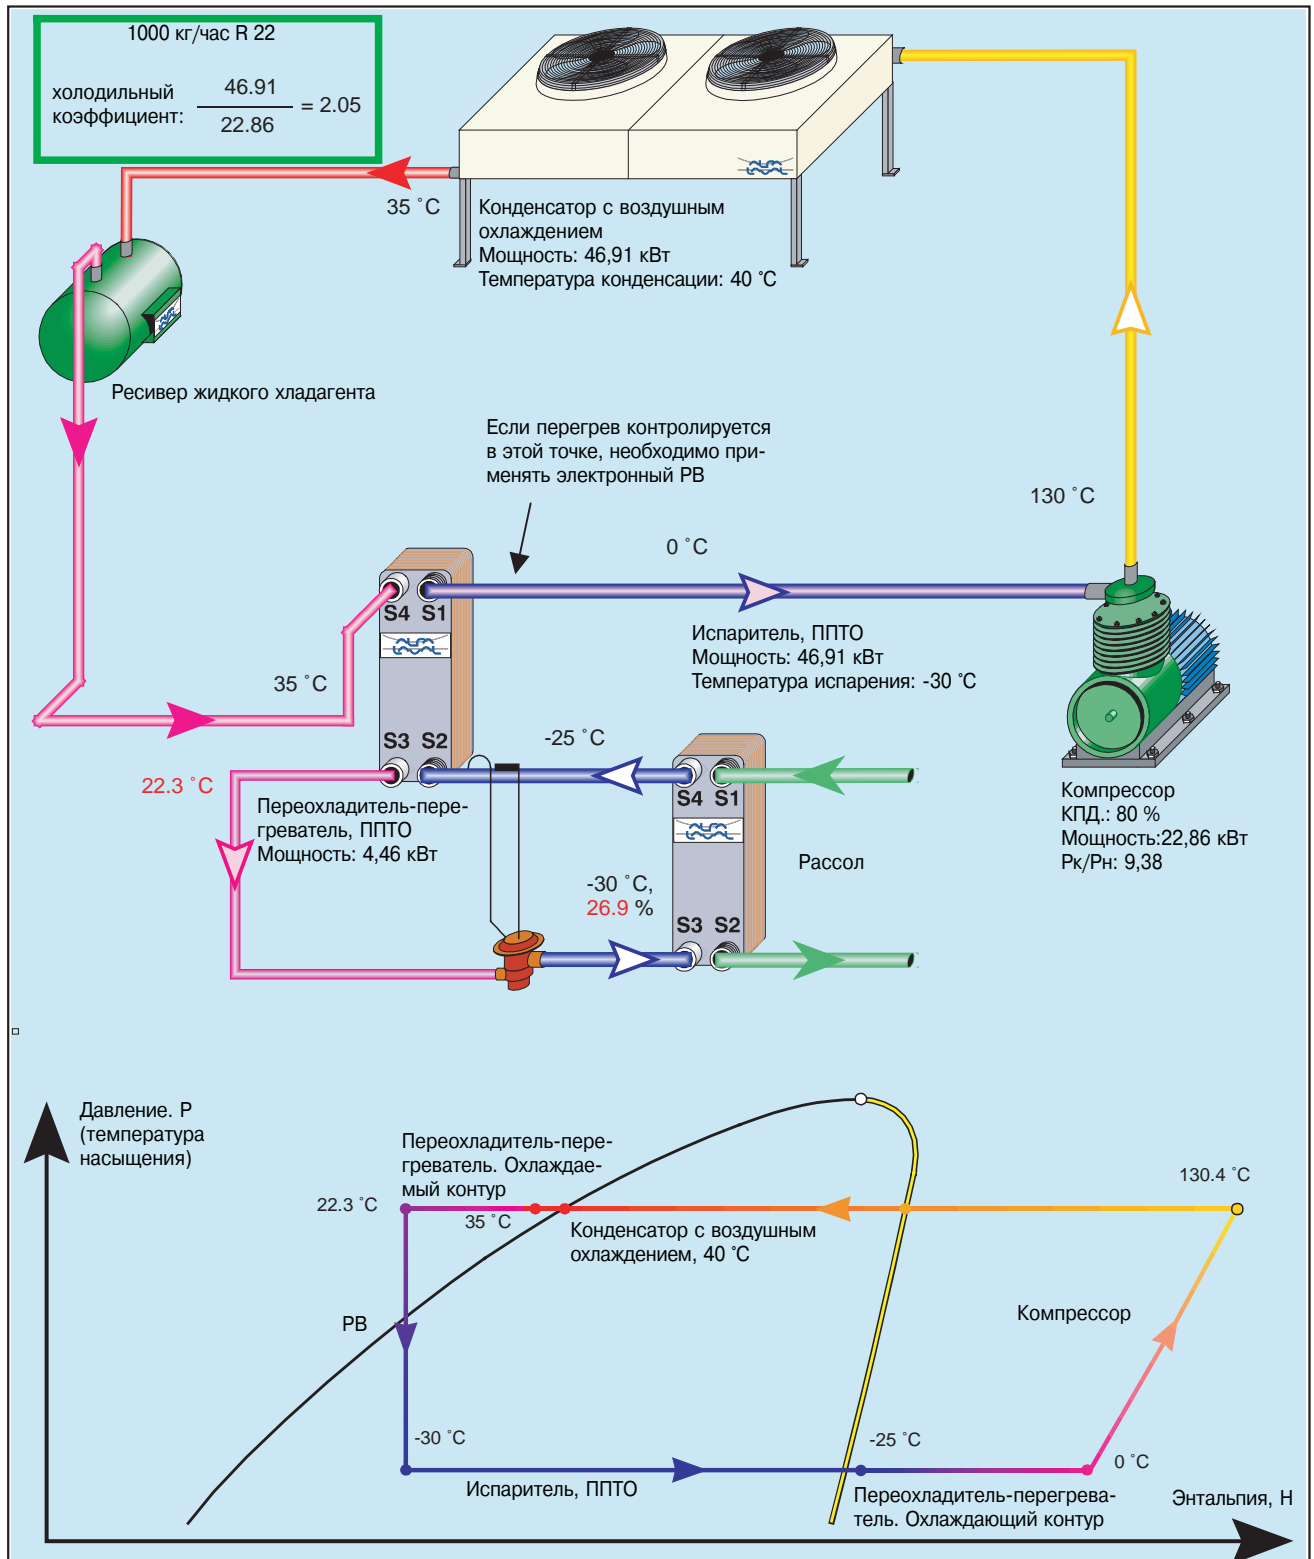 1000 кг/час R 22
холодильный
коэффициент:
46.91
22.86
= 2.05
35 ˚C
Конденсатор с воздушным
охлаждением
Мощность: 46,91 кВт
Температура конденсации: 40 ˚C
Ресивер жидкого хладагента
Если перегрев контролируется
в этой точке, необходимо при-
менять электронный РВ
130 ˚C
0 ˚C
S4 S1
Испаритель, ППТО
Мощность: 46,91 кВт
Температура испарения: -30 ˚C
35 ˚C
S3 S2
-25 ˚C
22.3 ˚C
Переохладитель-пере-
греватель, ППТО
Мощность: 4,46 кВт
S4 S1
Компрессор
КПД.: 80 %
Мощность:22,86 кВт
Рк/Рн: 9,38
Рассол
-30 ˚C,
26.9 %
S3 S2
Давление. Р
(температура
насыщения)
Переохладитель-пере-
греватель. Охлаждае-
мый контур
22.3 ˚C
35 ˚C
130.4 ˚C
Конденсатор с воздушным
охлаждением, 40 ˚C
РВ
Компрессор
-30 ˚C
-25 ˚C
0 ˚C
Испаритель, ППТО
Переохладитель-перегрева-
тель. Охлаждающий контур
Энтальпия, Н